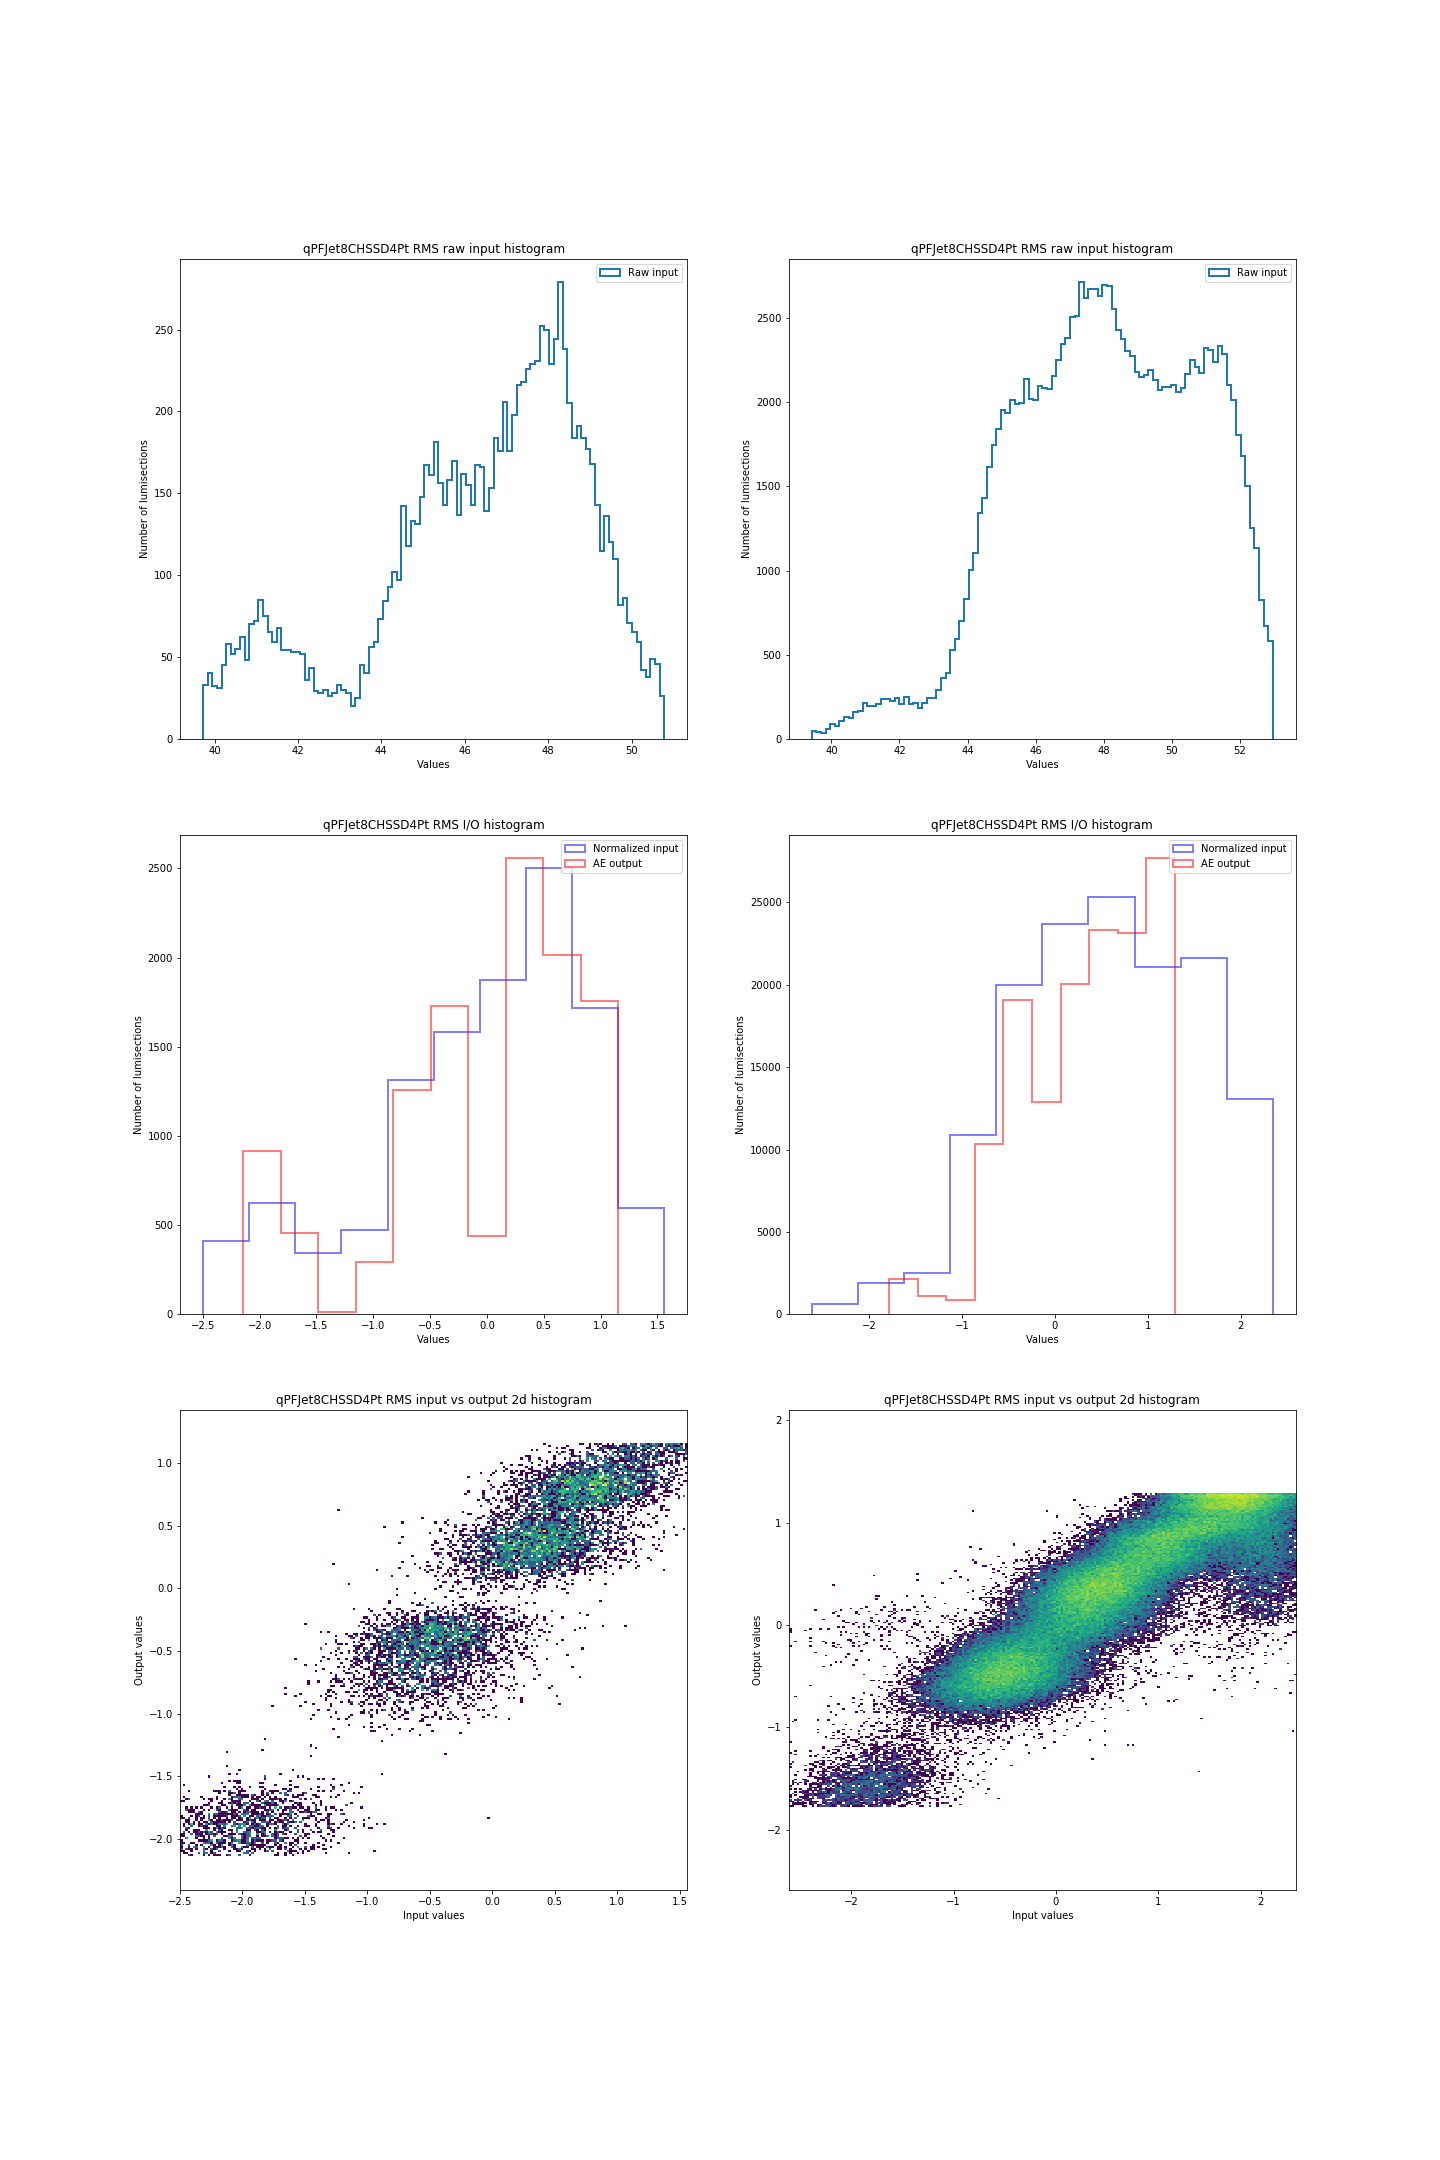 qPFJet8CHSSD4Pt RMS raw input histogram
Raw input
250
200
150
100
50
0
Number of lumisections
40 42 44 46 48 50
Values
qPFJet8CHSSD4Pt RMS raw input histogram
Raw input
2500
2000
1500
1000
500
0
Number of lumisections
40 42 44 46 48 50 52
Values
qPFJet8CHSSD4Pt RMS I/O histogram
Normalized input
AE output
2500
2000
1500
1000
500
0
Number of lumisections
−2.5 −2.0 −1.5 −1.0 −0.5 0.0 0.5 1.0 1.5
Values
qPFJet8CHSSD4Pt RMS I/O histogram
Normalized input
AE output
25000
20000
15000
10000
5000
0
Number of lumisections
−2 −1 0 1 2
Values
qPFJet8CHSSD4Pt RMS input vs output 2d histogram
1.0
0.5
0.0
−0.5
−1.0
−1.5
−2.0
Output values
−2.5 −2.0 −1.5 −1.0 −0.5 0.0 0.5 1.0 1.5
Input values
qPFJet8CHSSD4Pt RMS input vs output 2d histogram
2
1
0
−1
−2
Output values
−2 −1 0 1 2
Input values